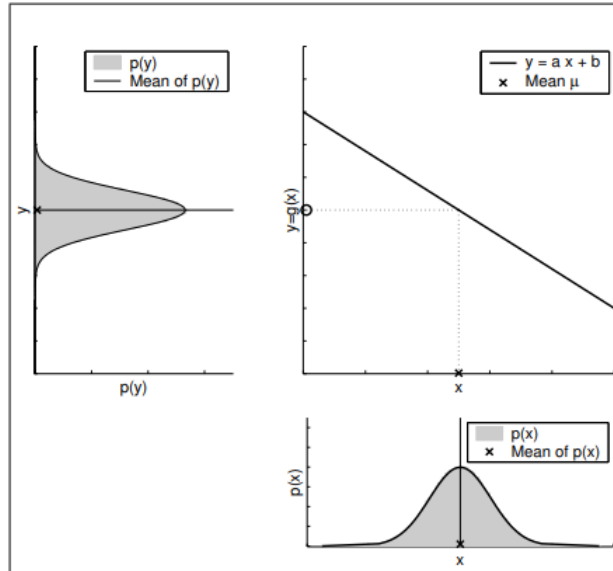 p(y)
Mean of p(y)
y
p(y)
y = a x + b
Mean μ
y=g(x)
x
p(x)
Mean of p(x)
p(x)
x